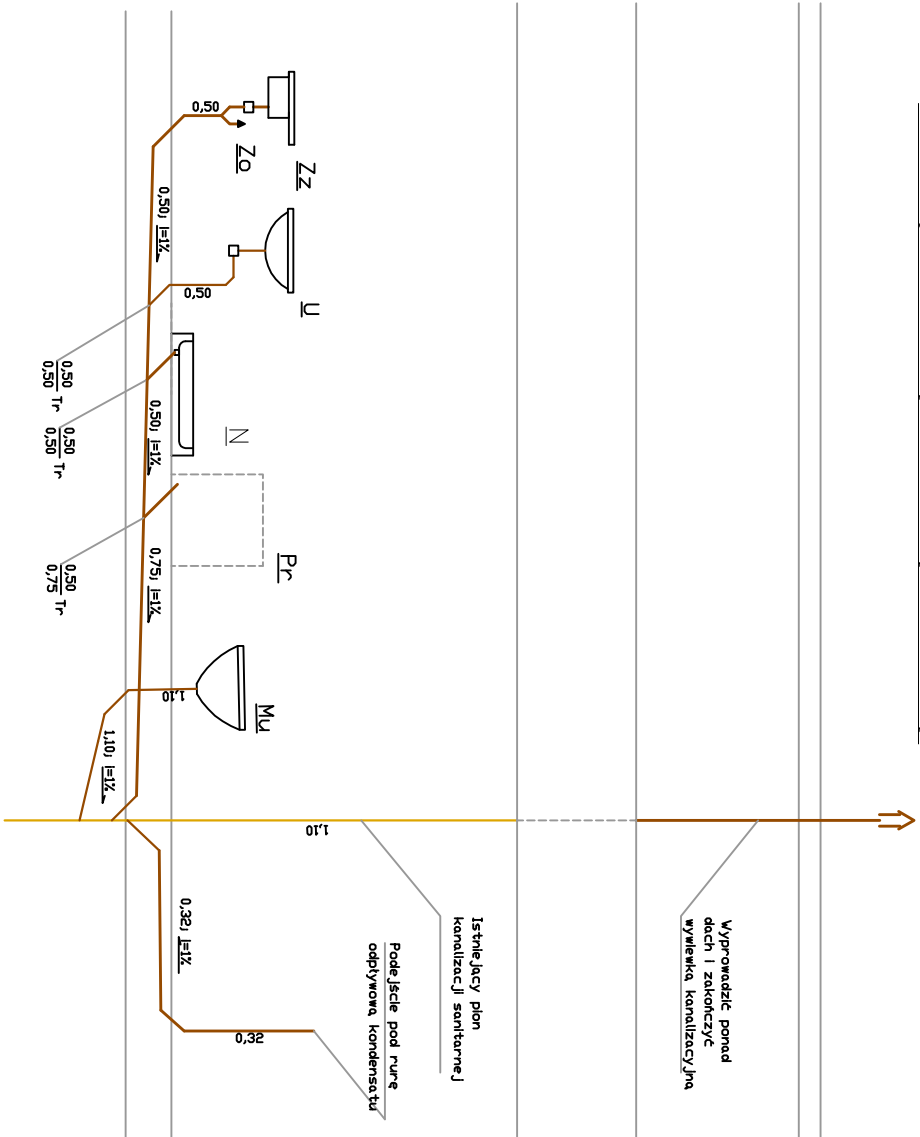 0,50
Zo
Zz
0,50; i=1%
0,50
U
0,50
0,50
Tr
0,50
0,50
Tr
0,50; i=1%
N
0,50
0,75
Tr
0,75; i=1%
Pr
1,10
Mu
1,10; i=1%
1,10
0,32; i=1%
0,32
Podejście pod rurę
odpływową kondensatu
Istniejący pion
kanalizacji sanitarnej
Wyprowadzić ponad
dach i zakończyć
wywiewką kanalizacyjną